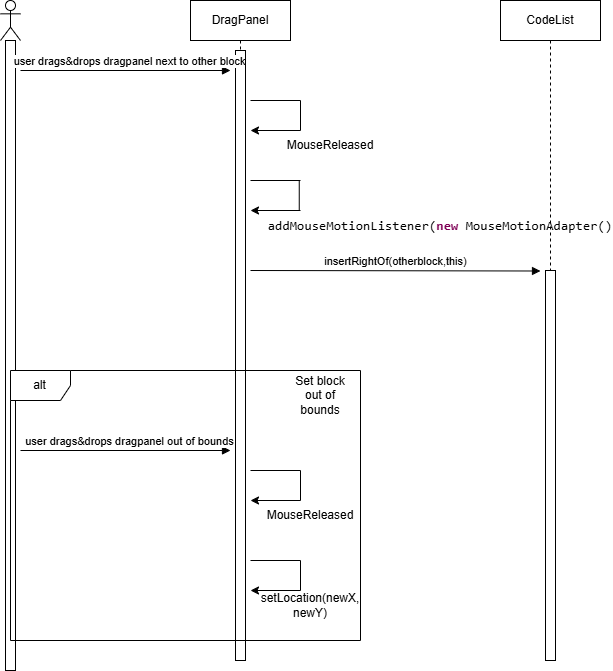 DragPanel
CodeList
user drags&drops dragpanel next to other block
MouseReleased
addMouseMotionListener(new MouseMotionAdapter()
insertRightOf(otherblock,this)
alt
Set block
out of
bounds
user drags&drops dragpanel out of bounds
MouseReleased
setLocation(newX,
newY)